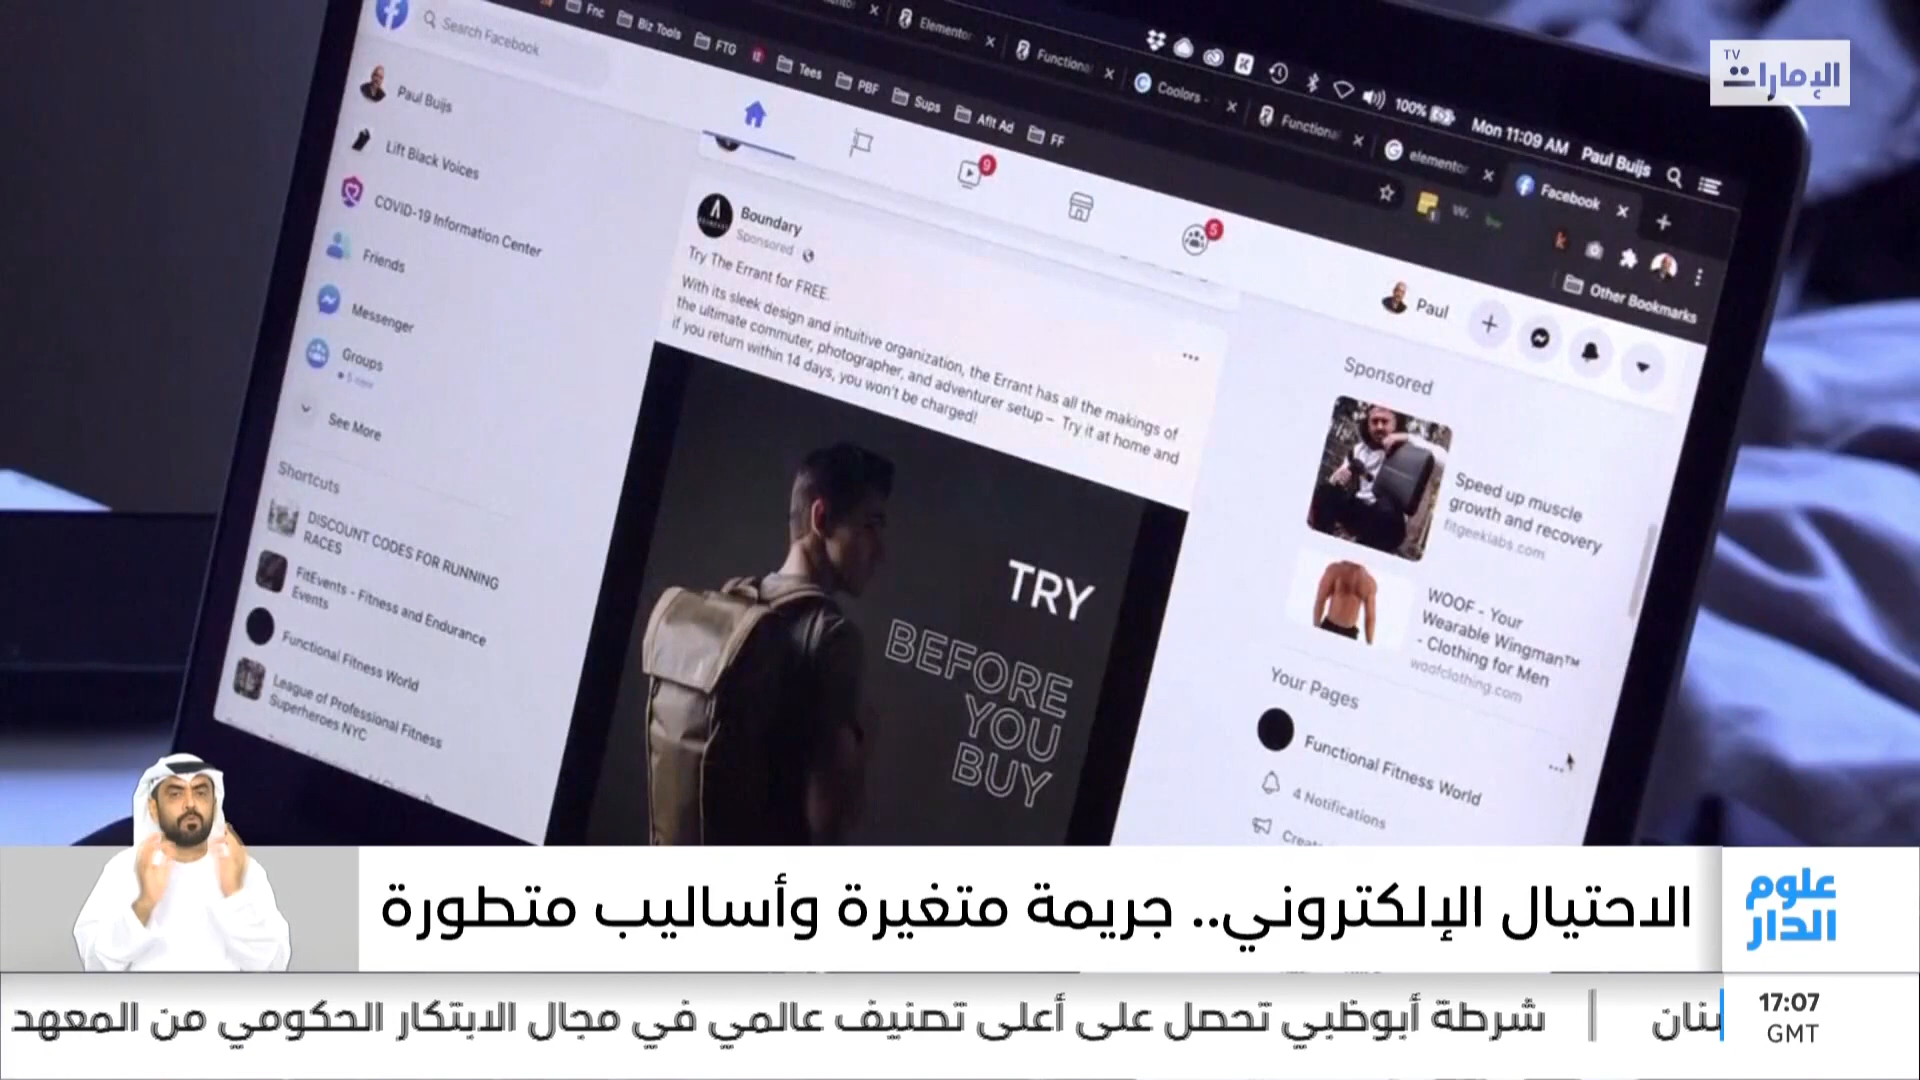 الإمارات
TV
Fnc
Biz Tools
FTG
Tees
PBF
Sups
Aflt Ad
FF
Elementor
Functional
Coolors -
Functional
elementor
Facebook
100%
Mon 11:09 AM
Paul Buijs
Other Bookmarks
Search Facebook
9
5
Paul
Paul Buijs
Lift Black Voices
COVID-19 Information Center
Friends
Messenger
Groups
See More
Shortcuts
DISCOUNT CODES FOR RUNNING
RACES
FitEvents - Fitness and Endurance
Events
Functional Fitness World
League of Professional Fitness
Superheroes NYC
Boundary
Sponsored
Try The Errant for FREE.
With its sleek design and intuitive organization, the Errant has all the makings of
the ultimate commuter, photographer, and adventurer setup – Try it at home and
if you return within 14 days, you won't be charged!
TRY
BEFORE
YOU
BUY
Sponsored
Speed up muscle
growth and recovery
fitgeeklabs.com
WOOF - Your
Wearable Wingman™
- Clothing for Men
woofclothing.com
Your Pages
Functional Fitness World
4 Notifications
علوم
الدار
الاحتيال الإلكتروني.. جريمة متغيرة وأساليب متطورة
شرطة أبوظبي تحصل على أعلى تصنيف عالمي في مجال الابتكار الحكومي من المعهد
17:07
GMT